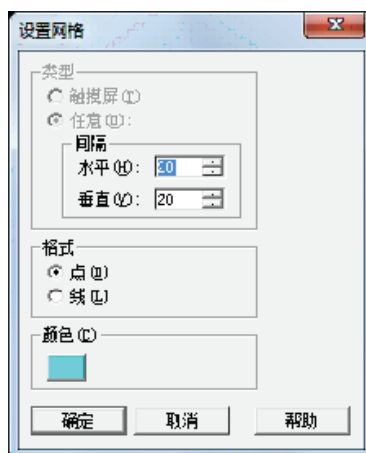 设置网格
类型
触摸屏(T)
任意(U):
间隔
水平(H):
垂直(V): 20
格式
点(D)
线(L)
颜色(C)
确定 取消 帮助